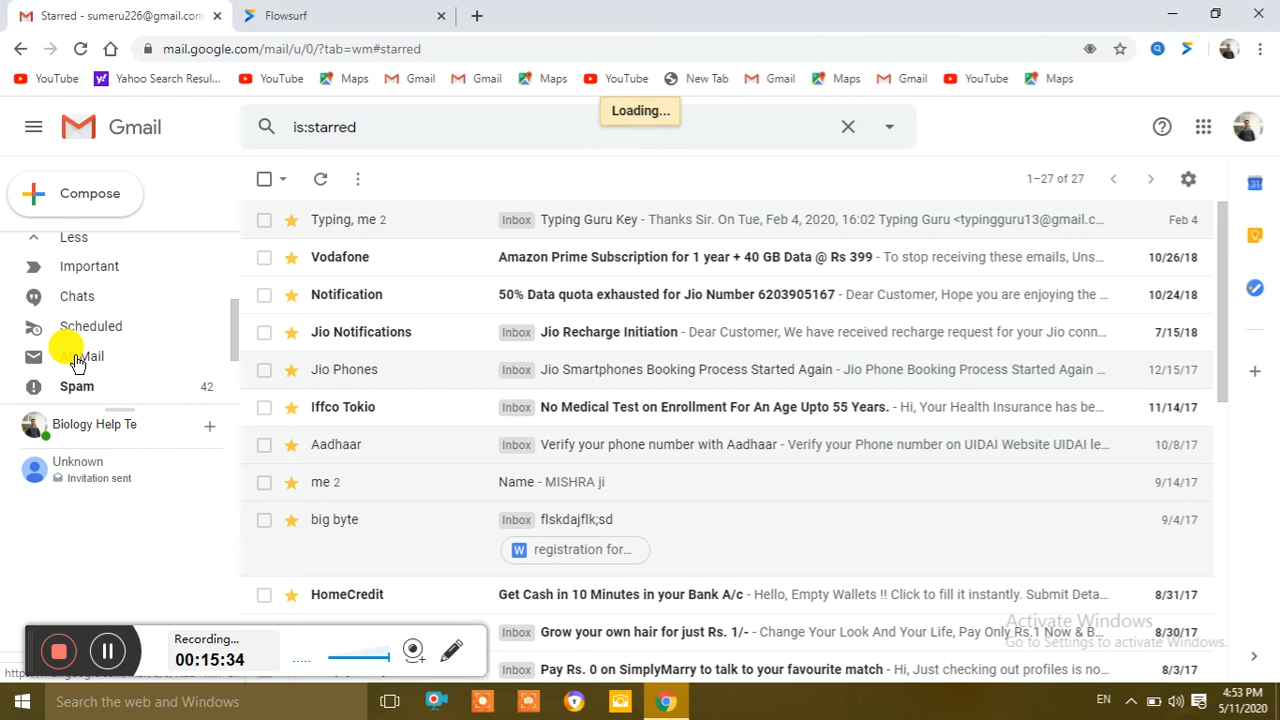 Starred - sumeru226@gmail.com
Flowsurf
mail.google.com/mail/u/0/?tab=wm#starred
YouTube
Yahoo Search Resul...
YouTube
Maps
Gmail
Gmail
Maps
YouTube
New Tab
Gmail
Maps
Gmail
YouTube
Maps
Loading...
Gmail
is:starred
Compose
1–27 of 27
Less
Important
Chats
Scheduled
Mail
Spam 42
Biology Help Te
Unknown
Invitation sent
Typing, me 2 Inbox Typing Guru Key - Thanks Sir. On Tue, Feb 4, 2020, 16:02 Typing Guru <typingguru13@gmail.c... Feb 4
Vodafone Amazon Prime Subscription for 1 year + 40 GB Data @ Rs 399 - To stop receiving these emails, Uns... 10/26/18
Notification 50% Data quota exhausted for Jio Number 6203905167 - Dear Customer, Hope you are enjoying the ... 10/24/18
Jio Notifications Inbox Jio Recharge Initiation - Dear Customer, We have received recharge request for your Jio conn... 7/15/18
Jio Phones Inbox Jio Smartphones Booking Process Started Again - Jio Phone Booking Process Started Again ... 12/15/17
Iffco Tokio Inbox No Medical Test on Enrollment For An Age Upto 55 Years. - Hi, Your Health Insurance has be... 11/14/17
Aadhaar Inbox Verify your phone number with Aadhaar - Verify your Phone number on UIDAI Website UIDAI le... 10/8/17
me 2 Name - MISHRA ji 9/14/17
big byte Inbox flskdajflk;sd 9/4/17
W registration for...
HomeCredit Get Cash in 10 Minutes in your Bank A/c - Hello, Empty Wallets !! Click to fill it instantly. Submit Deta... 8/31/17
Grow your own hair for just Rs. 1/- - Change Your Look And Your Life, Pay Only Rs.1 Now & B... 8/30/17
Pay Rs. 0 on SimplyMarry to talk to your favourite match - Hi, Just checking out profiles is no... 8/3/17
Activate Windows
Go to Settings to activate Windows.
Recording...
00:15:34
Search the web and Windows
EN
4:53 PM
5/11/2020